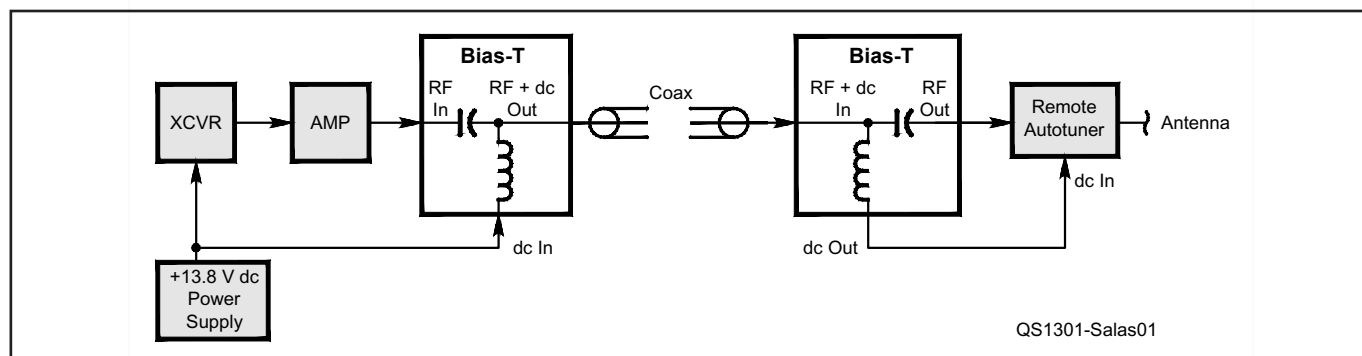 Bias-T
RF
In
RF + dc
Out
XCVR
AMP
dc In
+13.8 V dc
Power
Supply
Coax
Bias-T
RF + dc
In
RF
Out
dc Out
Remote
Autotuner
dc In
Antenna
QS1301-Salas01